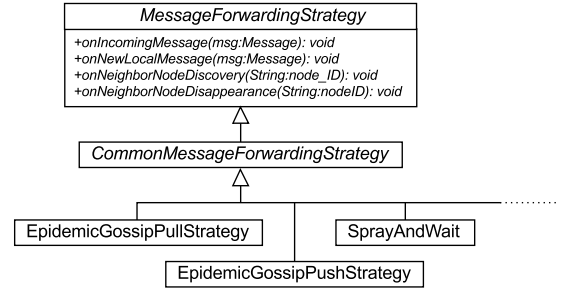 MessageForwardingStrategy
+onIncomingMessage(msg:Message): void
+onNewLocalMessage(msg:Message): void
+onNeighborNodeDiscovery(String:node_ID): void
+onNeighborNodeDisappearance(String:nodeID): void
CommonMessageForwardingStrategy
EpidemicGossipPullStrategy
SprayAndWait
EpidemicGossipPushStrategy